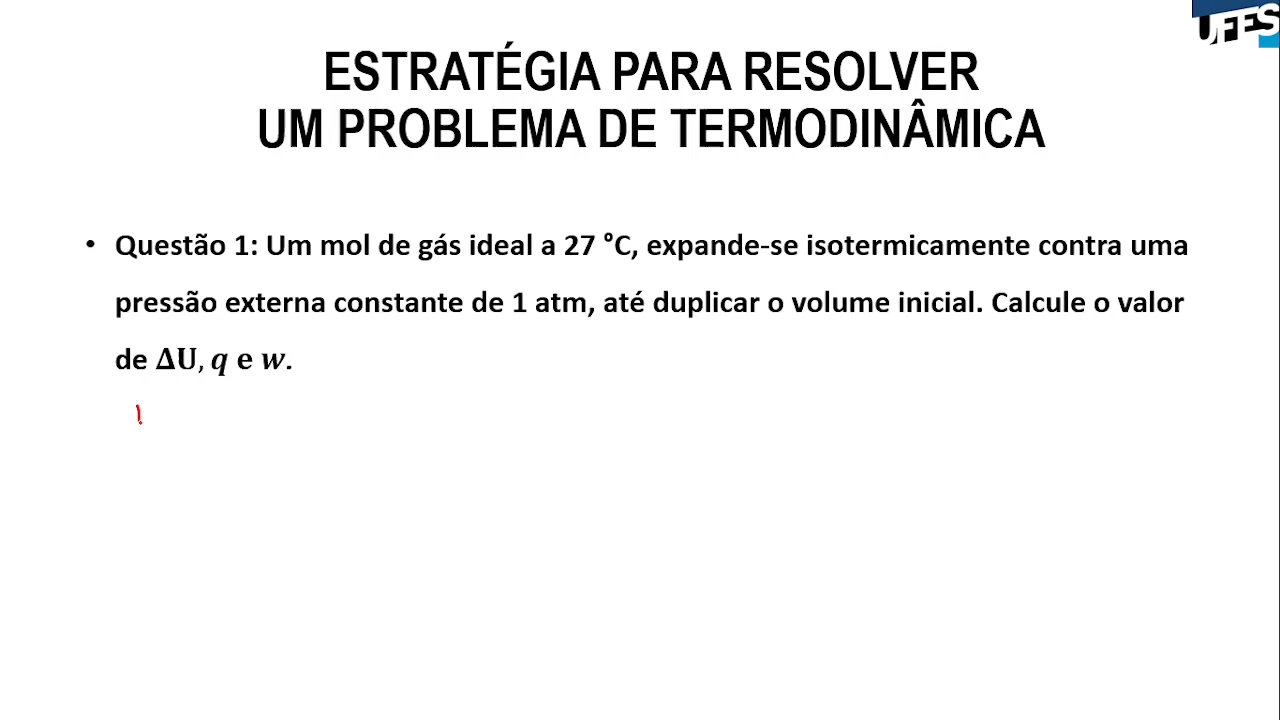 UFES
ESTRATÉGIA PARA RESOLVER
UM PROBLEMA DE TERMODINÂMICA
• Questão 1: Um mol de gás ideal a 27 °C, expande-se isotermicamente contra uma
pressão externa constante de 1 atm, até duplicar o volume inicial. Calcule o valor
de ΔU, q e w.